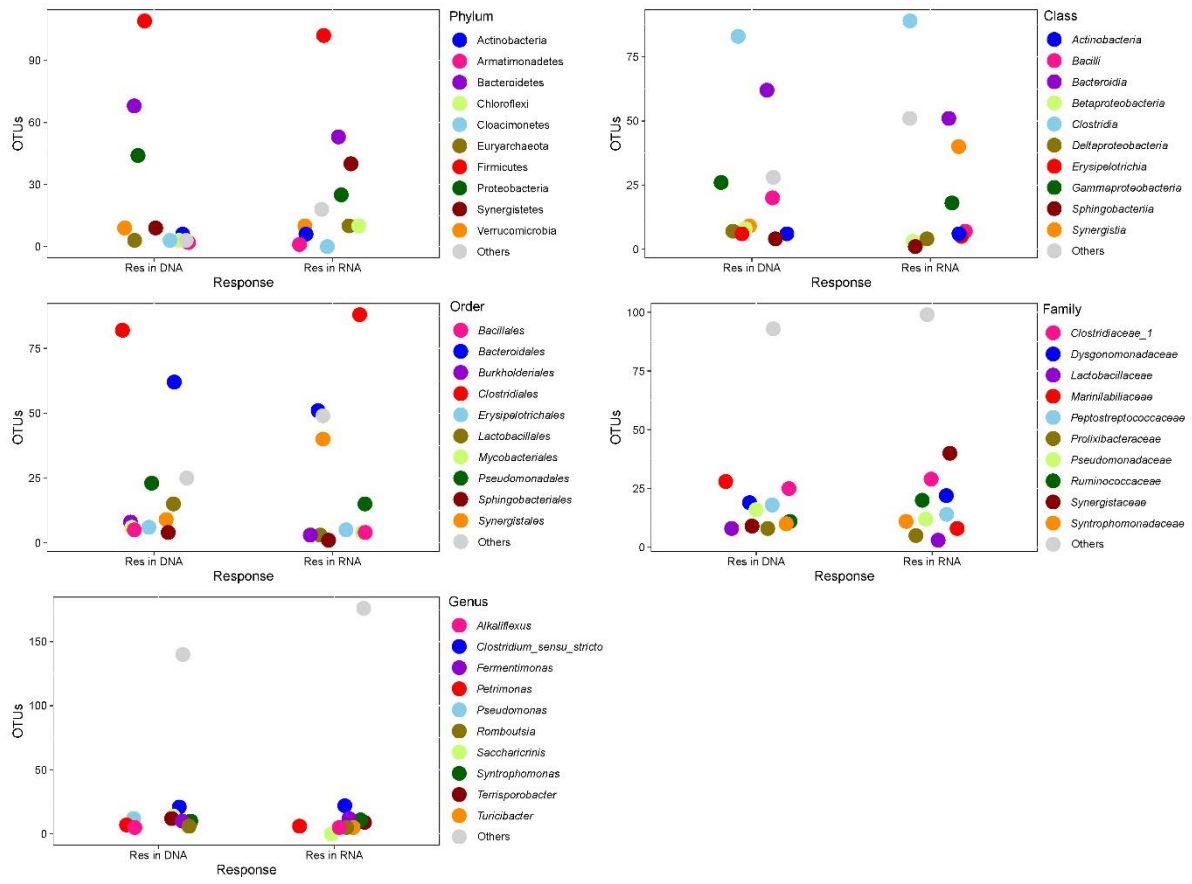 Phylum
90
60
30
0
OTUs
Res in DNA
Res in RNA
Response
Actinobacteria
Armatimonadetes
Bacteroidetes
Chloroflexi
Cloacimonetes
Euryarchaeota
Firmicutes
Proteobacteria
Synergistetes
Verrucomicrobia
Others
Class
75
50
25
0
OTUs
Res in DNA
Res in RNA
Response
Actinobacteria
Bacilli
Bacteroidia
Betaproteobacteria
Clostridia
Deltaproteobacteria
Erysipelotrichia
Gammaproteobacteria
Sphingobacteriia
Synergistia
Others
Order
75
50
25
0
OTUs
Res in DNA
Res in RNA
Response
Bacillales
Bacteroidales
Burkholderiales
Clostridiales
Erysipelotrichales
Lactobacillales
Mycobacteriales
Pseudomonadales
Sphingobacteriales
Synergistales
Others
Family
100
75
50
25
0
OTUs
Res in DNA
Res in RNA
Response
Clostridiaceae_1
Dysgonomonadaceae
Lactobacillaceae
Marinilabiliaceae
Peptostreptococcaceae
Prolixibacteraceae
Pseudomonadaceae
Ruminococcaceae
Synergistaceae
Syntrophomonadaceae
Others
Genus
150
100
50
0
OTUs
Res in DNA
Res in RNA
Response
Alkaliflexus
Clostridium_sensu_stricto
Fermentimonas
Petrimonas
Pseudomonas
Romboutsia
Saccharicrinis
Syntrophomonas
Terrisporobacter
Turicibacter
Others